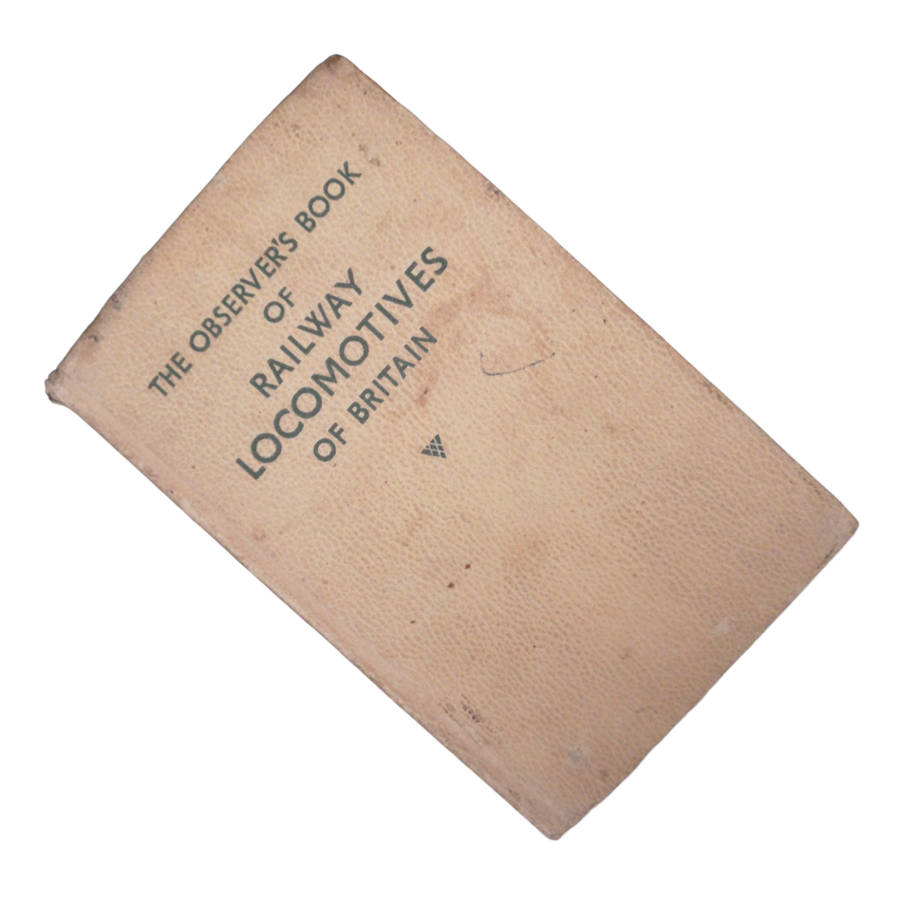 THE OBSERVER'S BOOK
OF
RAILWAY
LOCOMOTIVES
OF BRITAIN